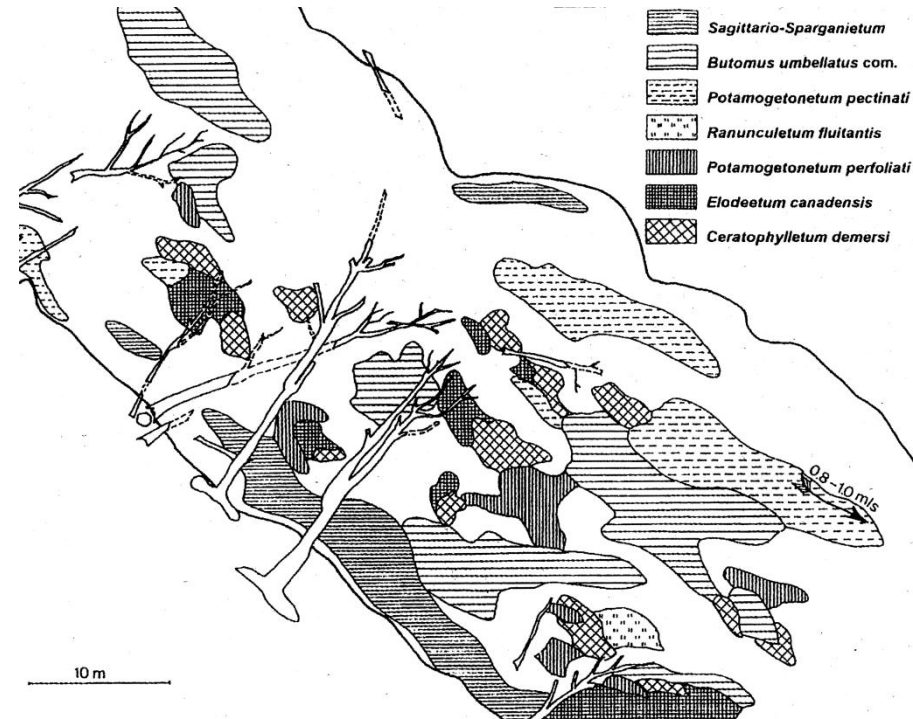 Sagittario-Sparganietum
Butomus umbellatus com.
Potamogetonetum pectinati
Ranunculetum fluitantis
Potamogetonetum perfoliati
Elodeetum canadensis
Ceratophylletum demersi
0.8–1.0 m/s
10 m